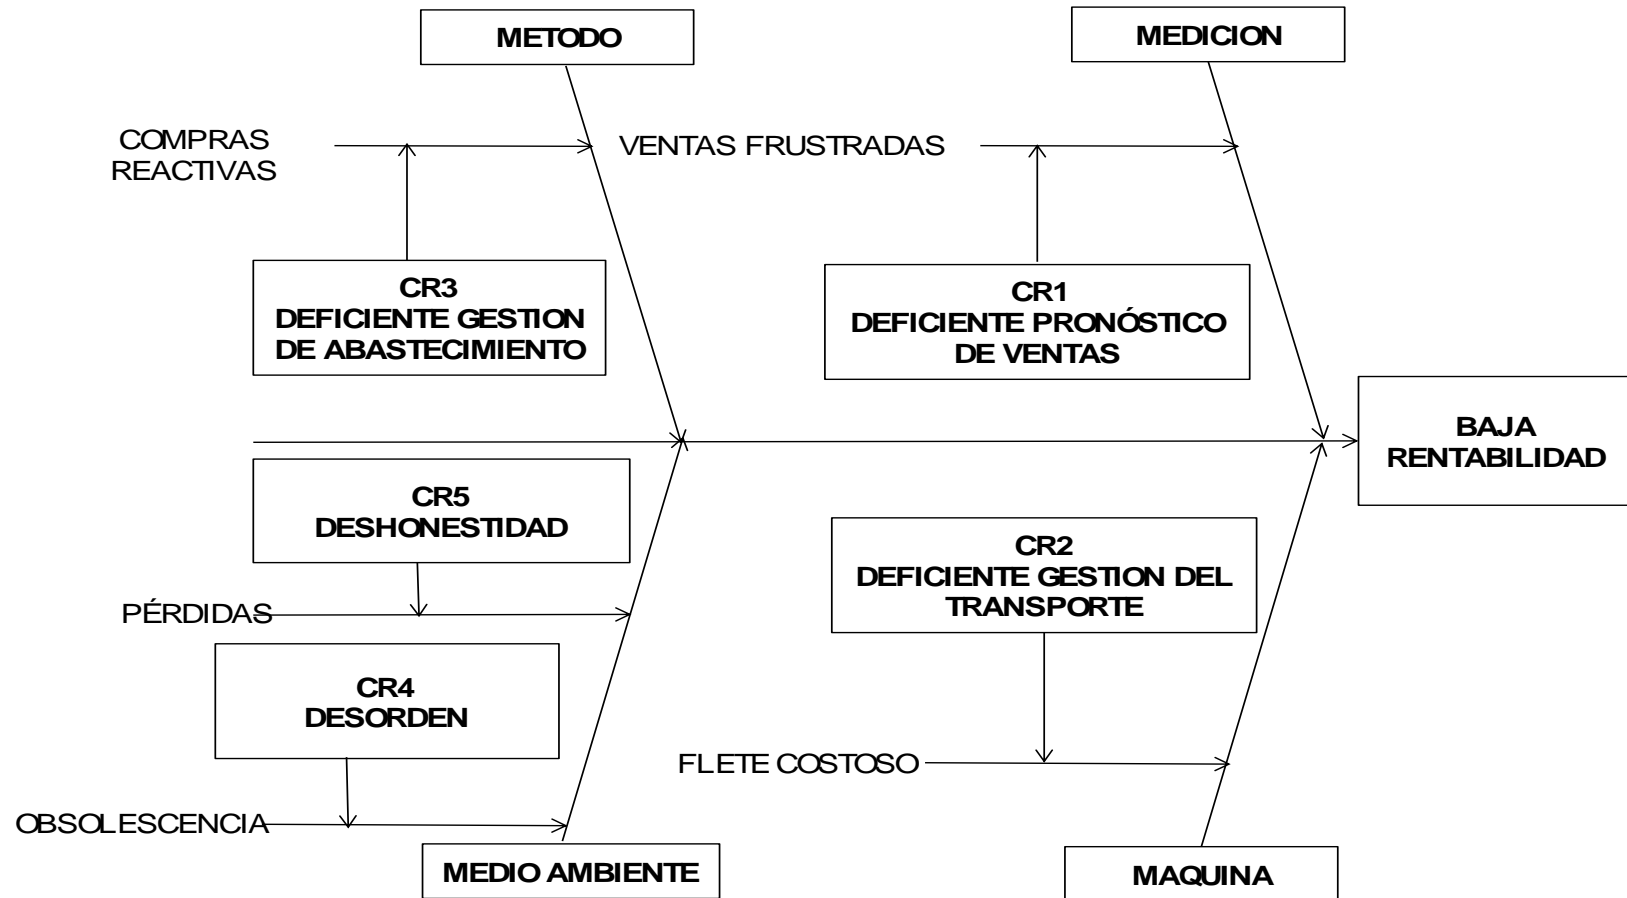 METODO
MEDICION
COMPRAS
REACTIVAS
VENTAS FRUSTRADAS
CR3
DEFICIENTE GESTION
DE ABASTECIMIENTO
CR1
DEFICIENTE PRONÓSTICO
DE VENTAS
BAJA
RENTABILIDAD
CR5
DESHONESTIDAD
CR2
DEFICIENTE GESTION DEL
TRANSPORTE
PÉRDIDAS
CR4
DESORDEN
FLETE COSTOSO
OBSOLESCENCIA
MEDIO AMBIENTE
MAQUINA